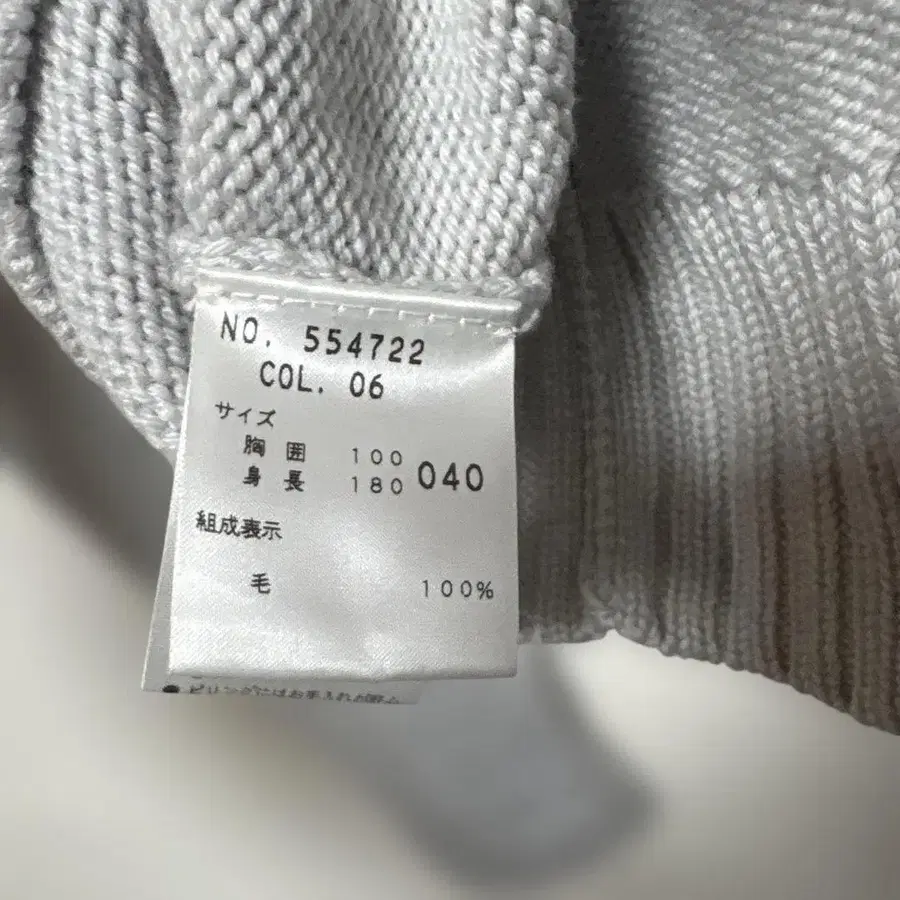 NO. 554722
COL. 06
サイズ
胸囲 100
身長 180 040
組成表示
毛 100%